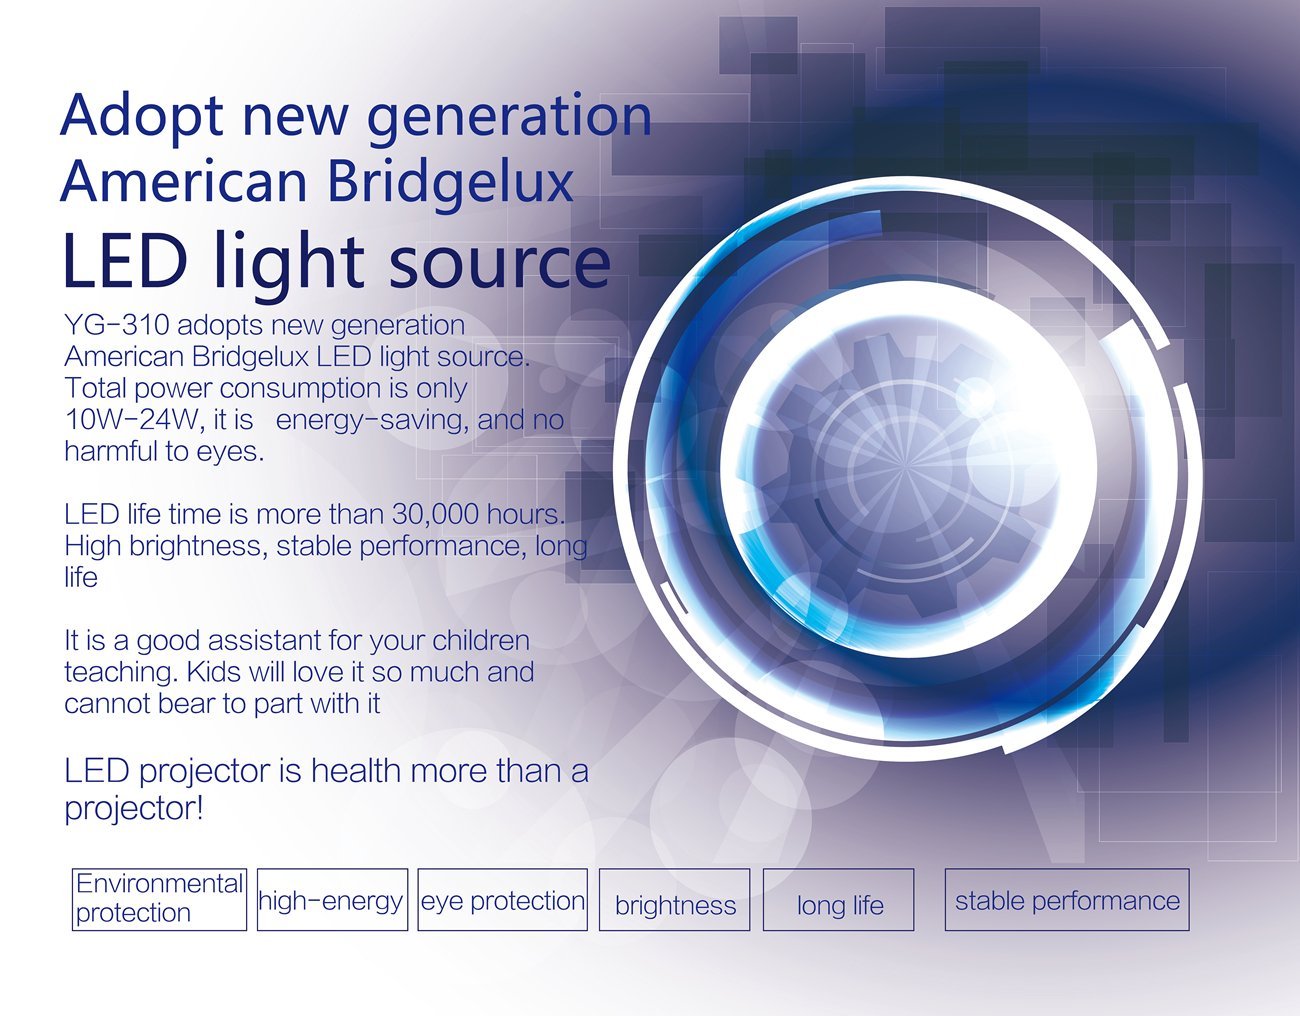 Adopt new generation
American Bridgelux
LED light source
YG-310 adopts new generation
American Bridgelux LED light source.
Total power consumption is only
10W-24W, it is energy-saving, and no
harmful to eyes.
LED life time is more than 30,000 hours.
High brightness, stable performance, long
life
It is a good assistant for your children
teaching. Kids will love it so much and
cannot bear to part with it
LED projector is health more than a
projector!
Environmental
protection
high-energy
eye protection
brightness
long life
stable performance